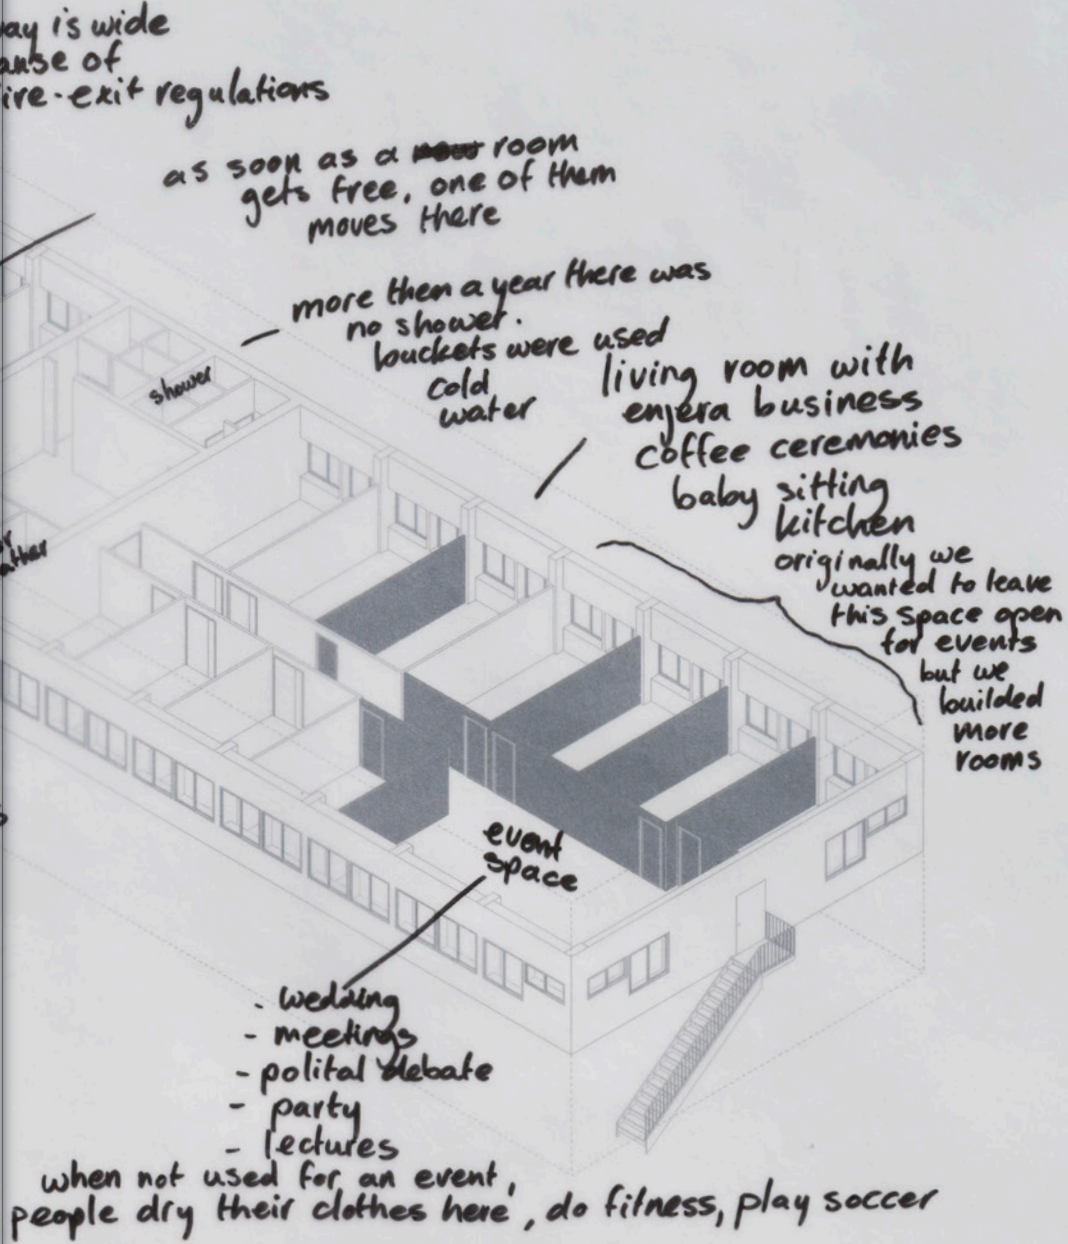 is wide
of
exit regulations
as soon as a room
gets free, one of them
moves there
more then a year there was
no shower.
buckets were used
cold
water
shower
living room with
enjera business
coffee ceremonies
baby sitting
kitchen
originally we
wanted to leave
this space open
for events
but we
builded
more
rooms
event
space
- wedding
- meetings
- polital debate
- party
- lectures
when not used for an event,
people dry their clothes here, do fitness, play soccer